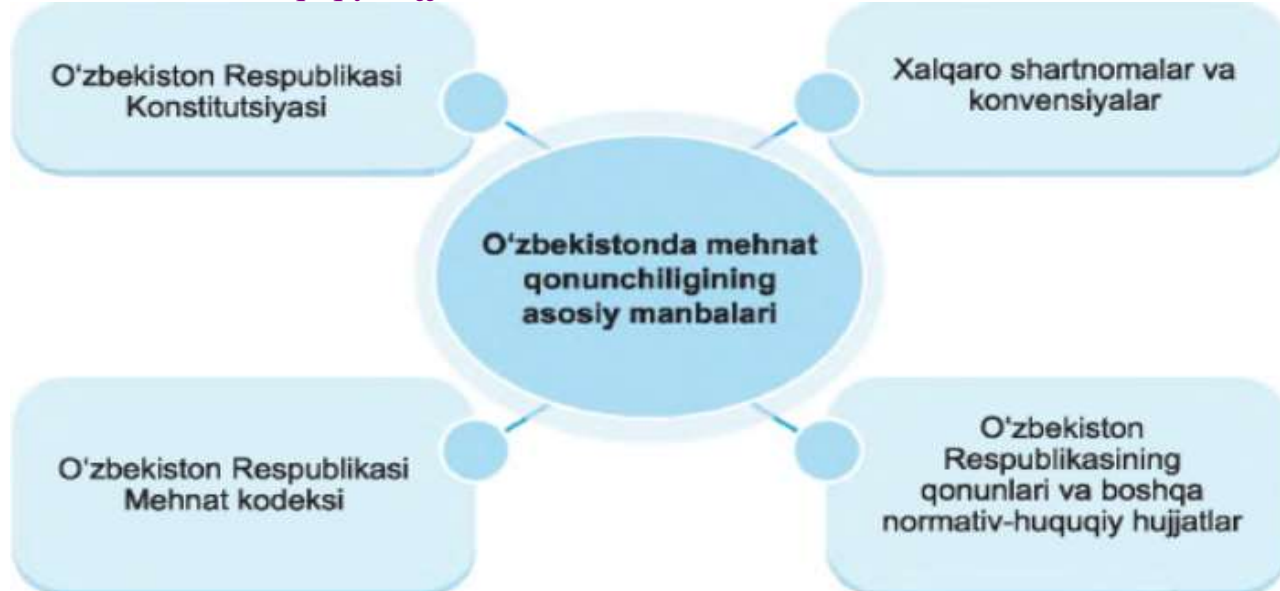 O‘zbekiston Respublikasi
Konstitutsiyasi
Xalqaro shartnomalar va
konvensiyalar
O‘zbekistonda mehnat
qonunchiligining
asosiy manbalari
O‘zbekiston Respublikasi
Mehnat kodeksi
O‘zbekiston
Respublikasining
qonunlari va boshqa
normativ-huquqiy hujjatlar